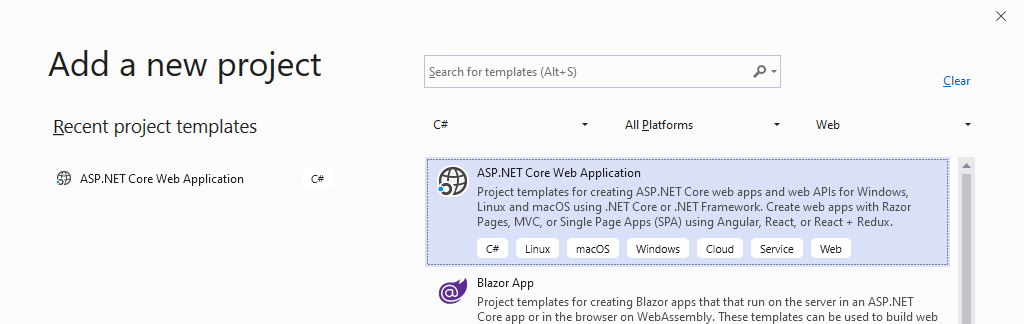 Add a new project
Search for templates (Alt+S)
Clear
Recent project templates
C#
All Platforms
Web
ASP.NET Core Web Application
C#
ASP.NET Core Web Application
Project templates for creating ASP.NET Core web apps and web APIs for Windows,
Linux and macOS using .NET Core or .NET Framework. Create web apps with Razor
Pages, MVC, or Single Page Apps (SPA) using Angular, React, or React + Redux.
C#
Linux
macOS
Windows
Cloud
Service
Web
Blazor App
Project templates for creating Blazor apps that that run on the server in an ASP.NET
Core app or in the browser on WebAssembly. These templates can be used to build web